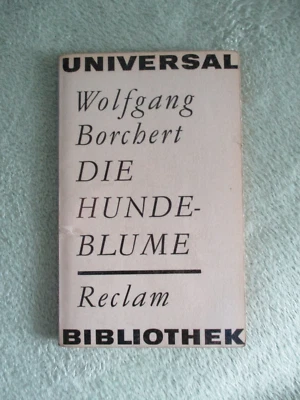 UNIVERSAL
Wolfgang
Borchert
DIE
HUNDE-
BLUME
Reclam
BIBLIOTHEK